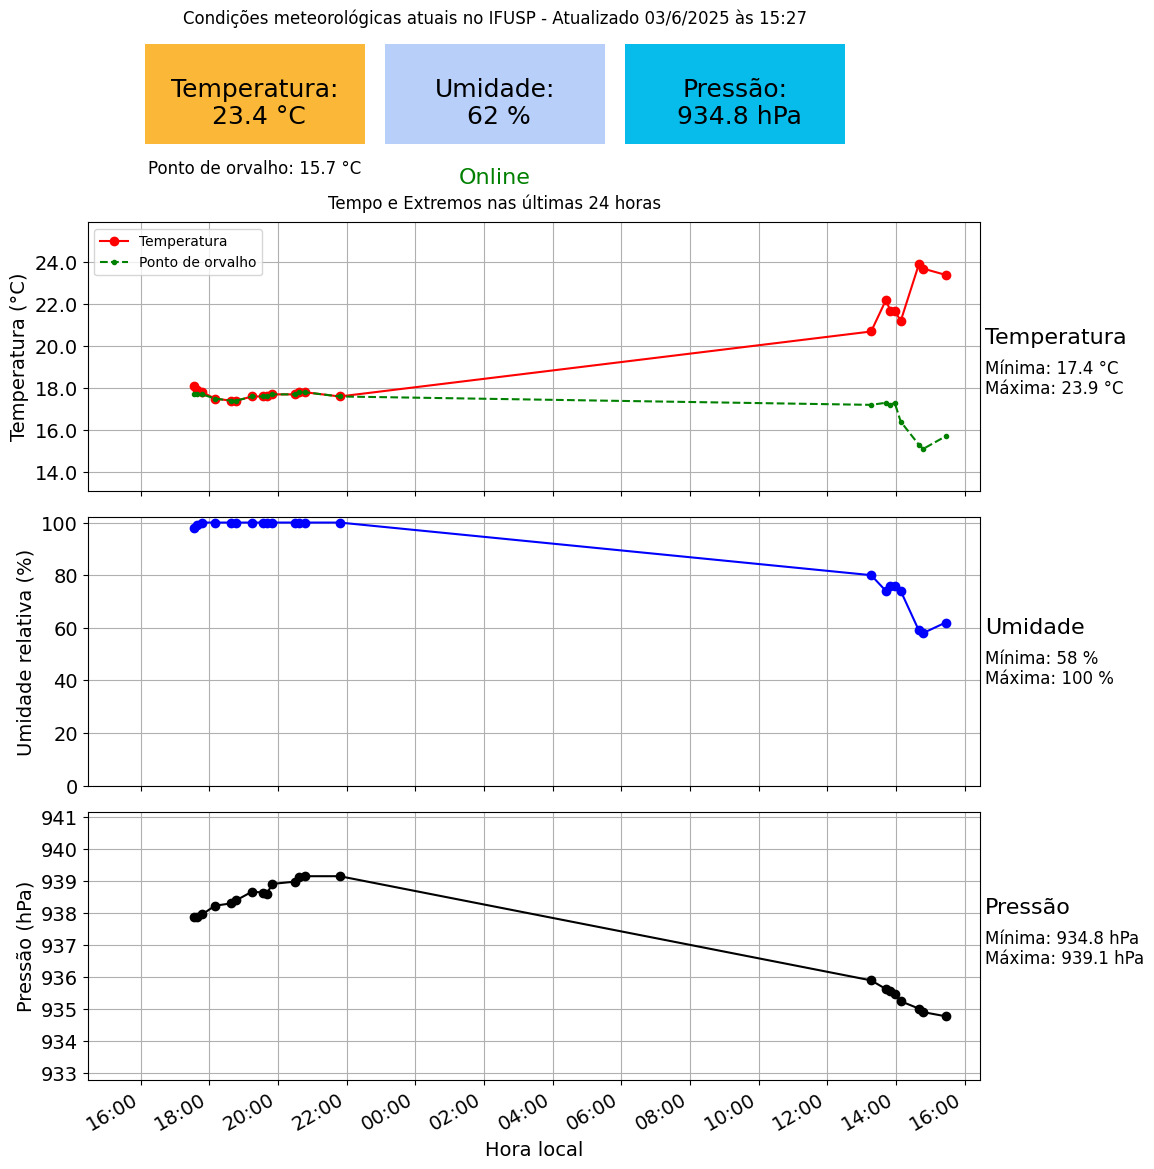 Condições meteorológicas atuais no IFUSP - Atualizado 03/6/2025 às 15:27
Temperatura:
23.4 °C
Umidade:
62 %
Pressão:
934.8 hPa
Ponto de orvalho: 15.7 °C
Online
Tempo e Extremos nas últimas 24 horas
Temperatura
Ponto de orvalho
Temperatura (°C)
24.0
22.0
20.0
18.0
16.0
14.0
Temperatura
Mínima: 17.4 °C
Máxima: 23.9 °C
Umidade relativa (%)
100
80
60
40
20
0
Umidade
Mínima: 58 %
Máxima: 100 %
Pressão (hPa)
941
940
939
938
937
936
935
934
933
Pressão
Mínima: 934.8 hPa
Máxima: 939.1 hPa
16:00 18:00 20:00 22:00 00:00 02:00 04:00 06:00 08:00 10:00 12:00 14:00 16:00
Hora local